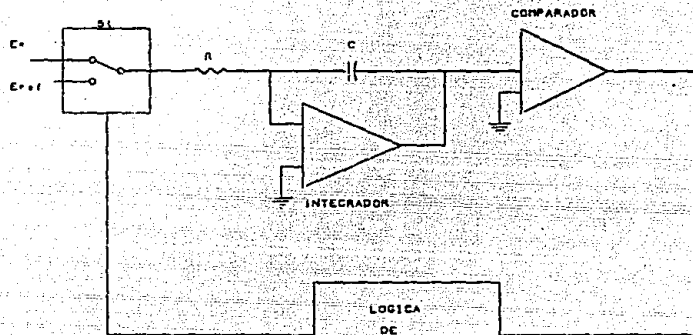 COMPARADOR
S1
Ex
Eref
R
C
INTEGRADOR
LOGICA
DE